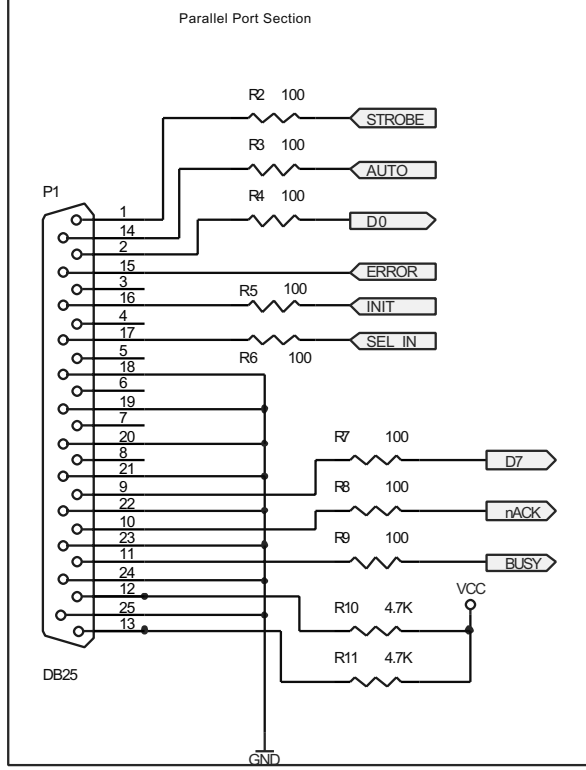 Parallel Port Section
R2 100
STROBE
R3 100
AUTO
R4 100
D0
P1
1
14
2
15
ERROR
3
16
R5 100
INIT
4
17
SEL IN
5
R6 100
18
6
19
7
20
R7 100
8
D7
21
9
R8 100
22
nACK
10
23
R9 100
11
BUSY
24
12
VCC
25
R10 4.7K
13
R11 4.7K
DB25
GND